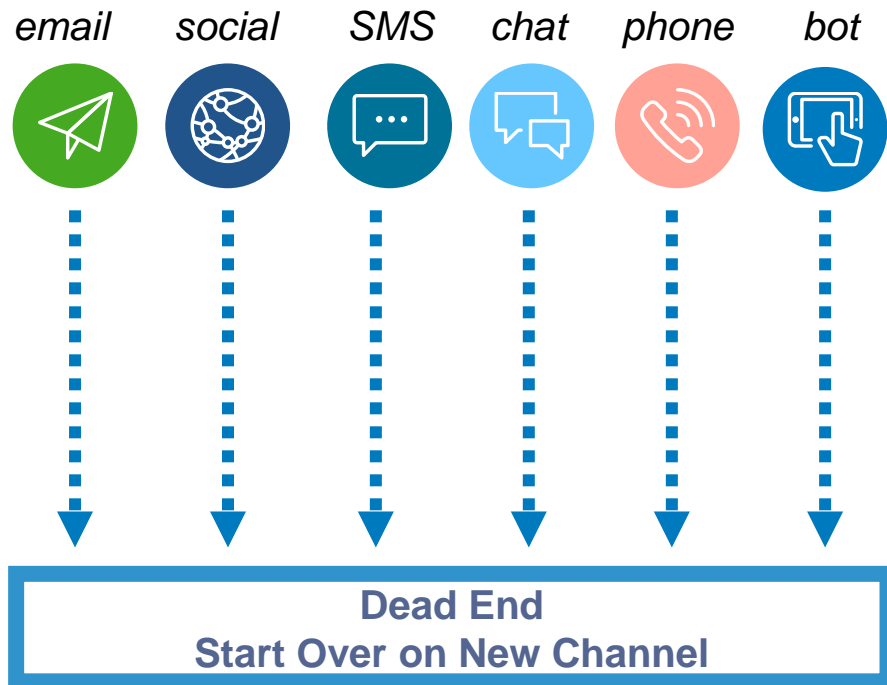 email social SMS chat phone bot
Dead End
Start Over on New Channel